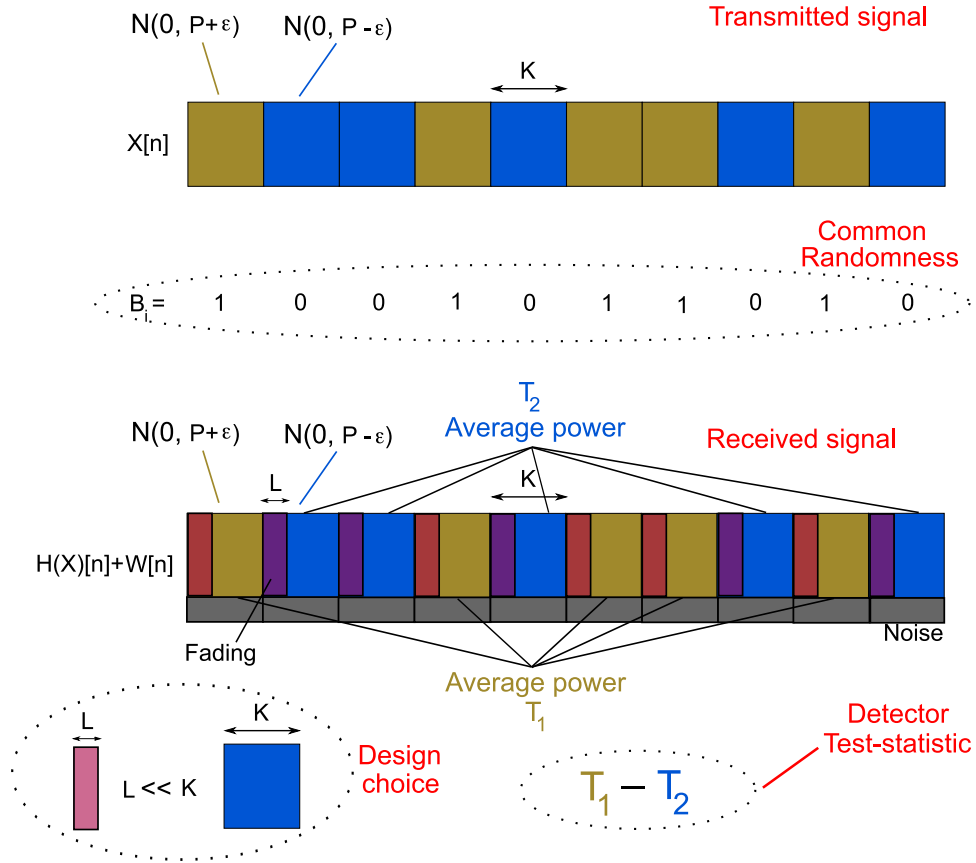 Transmitted signal
N(0, P+ε)
N(0, P-ε)
K
X[n]
Common
Randomness
B_i = 1 0 0 1 0 1 1 0 1 0
T_2
Average power
Received signal
N(0, P+ε)
N(0, P-ε)
L
K
H(X)[n]+W[n]
Noise
Fading
Average power
T_1
L
K
L << K
Design
choice
Detector
Test-statistic
T_1 – T_2